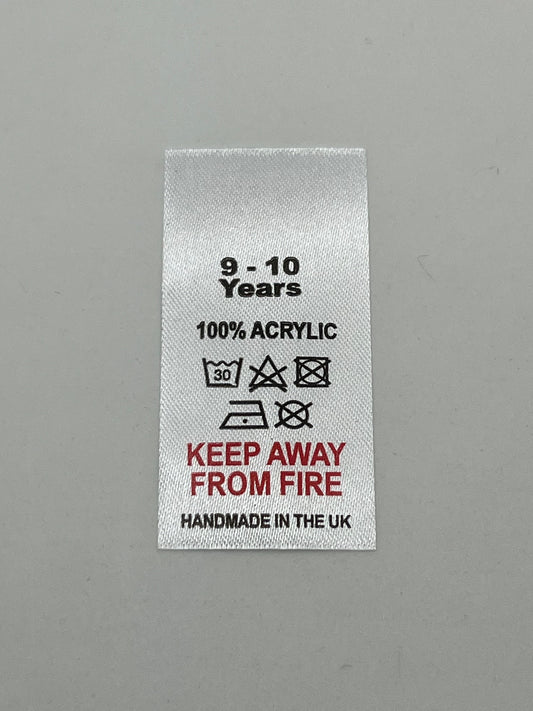 9 - 10
Years
100% ACRYLIC
30
KEEP AWAY
FROM FIRE
HANDMADE IN THE UK